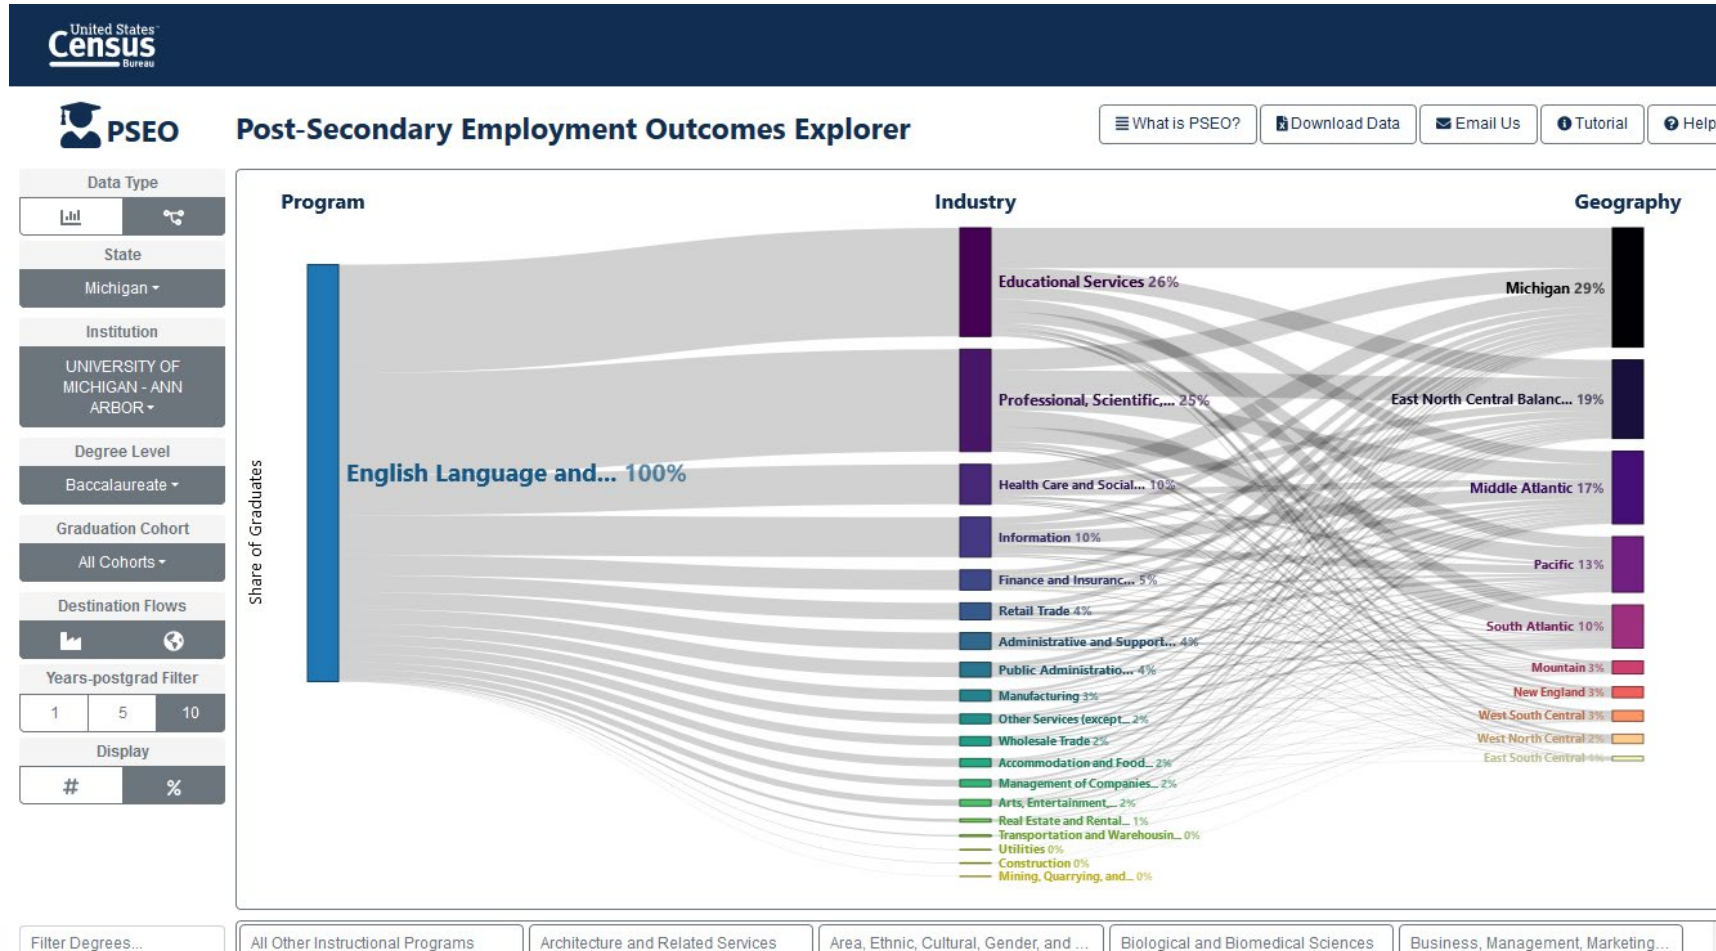 United States™
Census
Bureau
PSEO
Post-Secondary Employment Outcomes Explorer
What is PSEO?
Download Data
Email Us
Tutorial
Help
Data Type
State
Michigan
Institution
UNIVERSITY OF
MICHIGAN - ANN
ARBOR
Degree Level
Baccalaureate
Graduation Cohort
All Cohorts
Destination Flows
Years-postgrad Filter
1 5 10
Display
# %
Program
Industry
Geography
Share of Graduates
English Language and... 100%
Educational Services 26%
Professional, Scientific,... 25%
Health Care and Social... 10%
Information 10%
Finance and Insuranc... 5%
Retail Trade 4%
Administrative and Support... 4%
Public Administratio... 4%
Manufacturing 3%
Other Services (except... 2%
Wholesale Trade 2%
Accommodation and Food... 2%
Management of Companies... 2%
Arts, Entertainment,... 2%
Real Estate and Rental... 1%
Transportation and Warehousin... 0%
Utilities 0%
Construction 0%
Mining, Quarrying, and... 0%
Michigan 29%
East North Central Balanc... 19%
Middle Atlantic 17%
Pacific 13%
South Atlantic 10%
Mountain 3%
New England 3%
West South Central 3%
West North Central 2%
East South Central 1%
Filter Degrees...
All Other Instructional Programs
Architecture and Related Services
Area, Ethnic, Cultural, Gender, and ...
Biological and Biomedical Sciences
Business, Management, Marketing...